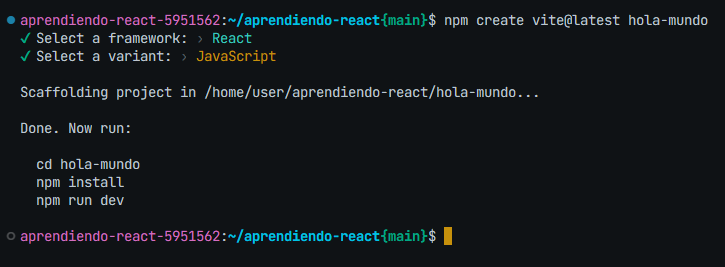 aprendiendo-react-5951562:~/aprendiendo-react{main}$ npm create vite@latest hola-mundo
✔ Select a framework: › React
✔ Select a variant: › JavaScript
Scaffolding project in /home/user/aprendiendo-react/hola-mundo...
Done. Now run:
cd hola-mundo
npm install
npm run dev
aprendiendo-react-5951562:~/aprendiendo-react{main}$